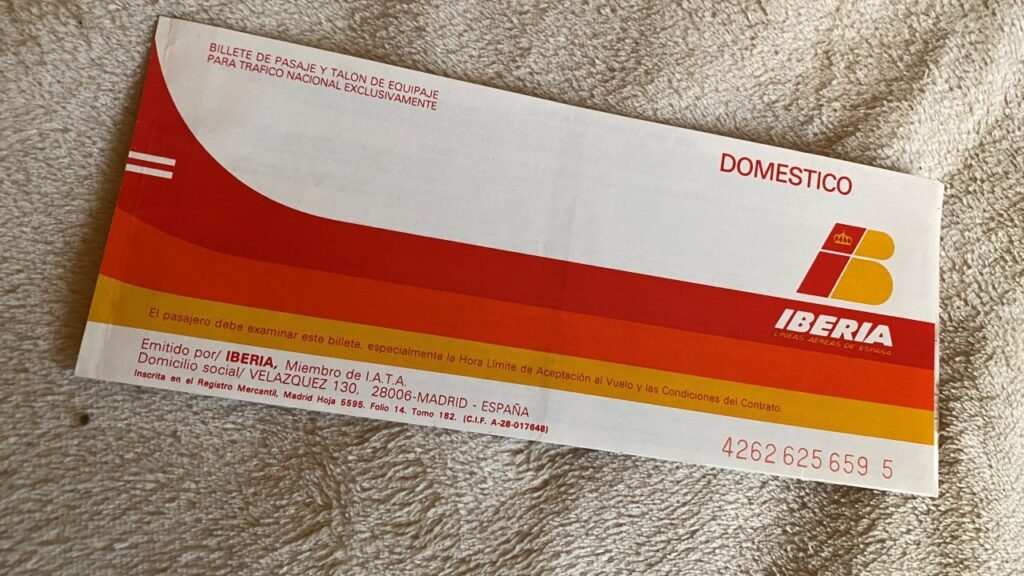 BILLETE DE PASAJE Y TALON DE EQUIPAJE
PARA TRAFICO NACIONAL EXCLUSIVAMENTE
DOMESTICO
IBERIA
LINEAS AEREAS DE ESPAÑA
El pasajero debe examinar este billete, especialmente la Hora Límite de Aceptación al Vuelo y las Condiciones del Contrato.
Emitido por/ IBERIA, Miembro de I.A.T.A.
Domicilio social/ VELAZQUEZ 130. 28006-MADRID - ESPAÑA
Inscrita en el Registro Mercantil, Madrid Hoja 5595. Folio 14. Tomo 182. (C.I.F. A-28-017648)
4262 625 659 5